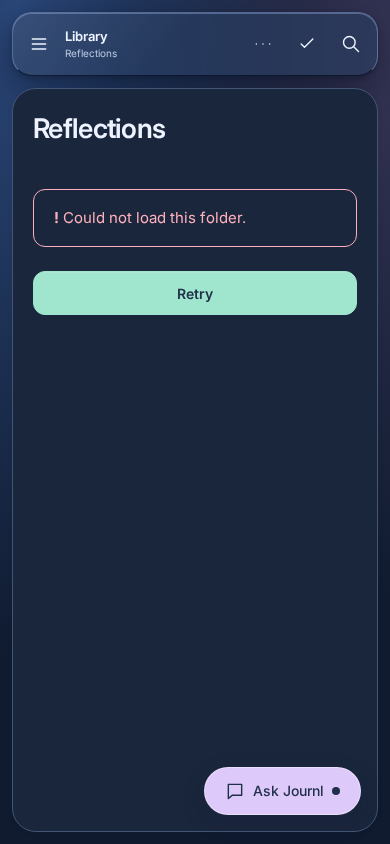 Library
Reflections
...
Reflections
! Could not load this folder.
Retry
Ask Journl